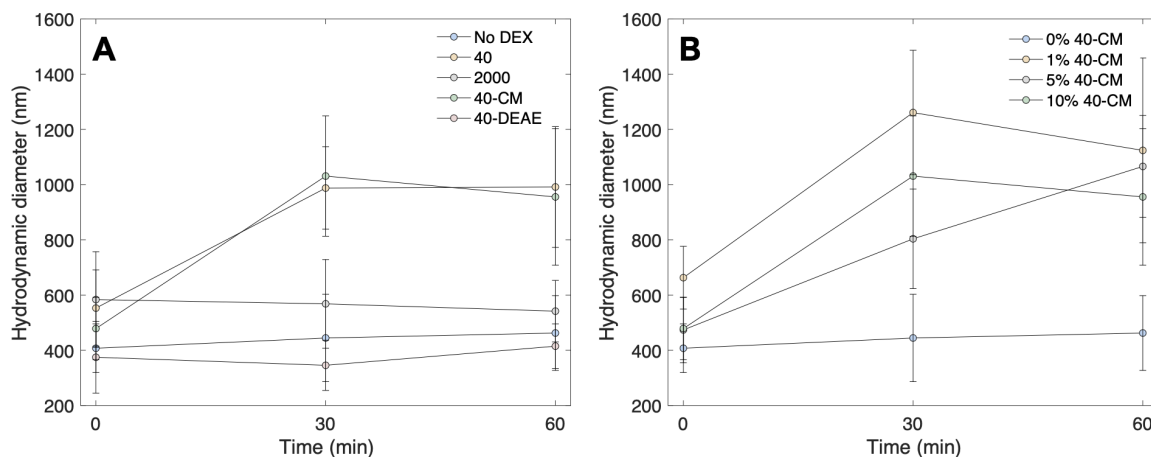 A
No DEX
40
2000
40-CM
40-DEAE
1600
1400
1200
1000
800
600
400
200
Hydrodynamic diameter (nm)
0
30
60
Time (min)
B
0% 40-CM
1% 40-CM
5% 40-CM
10% 40-CM
1600
1400
1200
1000
800
600
400
200
Hydrodynamic diameter (nm)
0
30
60
Time (min)